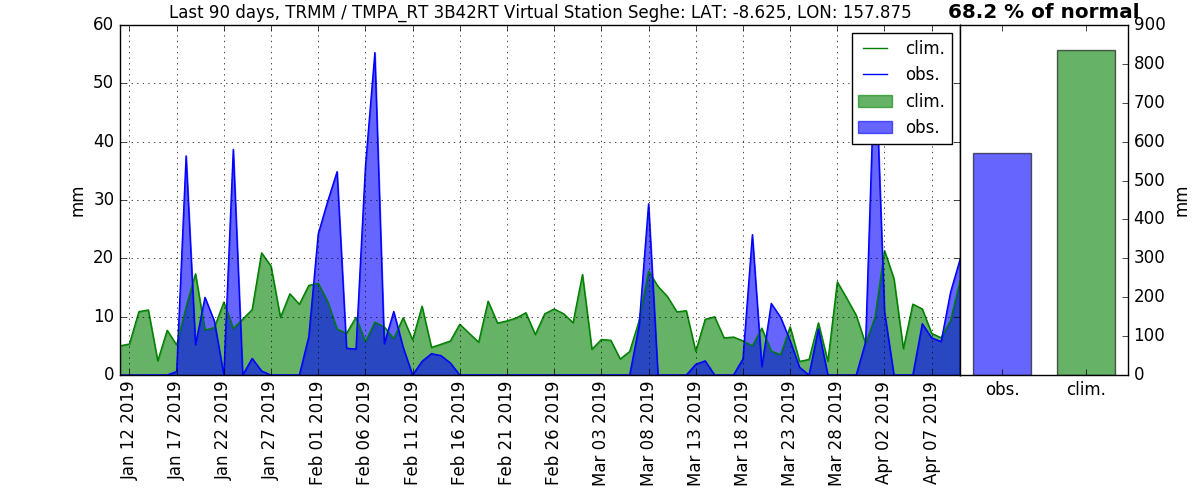 Last 90 days, TRMM / TMPA_RT 3B42RT Virtual Station Seghe: LAT: -8.625, LON: 157.875
68.2 % of normal
60
50
40
30
20
10
0
mm
clim.
obs.
clim.
obs.
Jan 12 2019
Jan 17 2019
Jan 22 2019
Jan 27 2019
Feb 01 2019
Feb 06 2019
Feb 11 2019
Feb 16 2019
Feb 21 2019
Feb 26 2019
Mar 03 2019
Mar 08 2019
Mar 13 2019
Mar 18 2019
Mar 23 2019
Mar 28 2019
Apr 02 2019
Apr 07 2019
900
800
700
600
500
400
300
200
100
0
mm
obs.
clim.